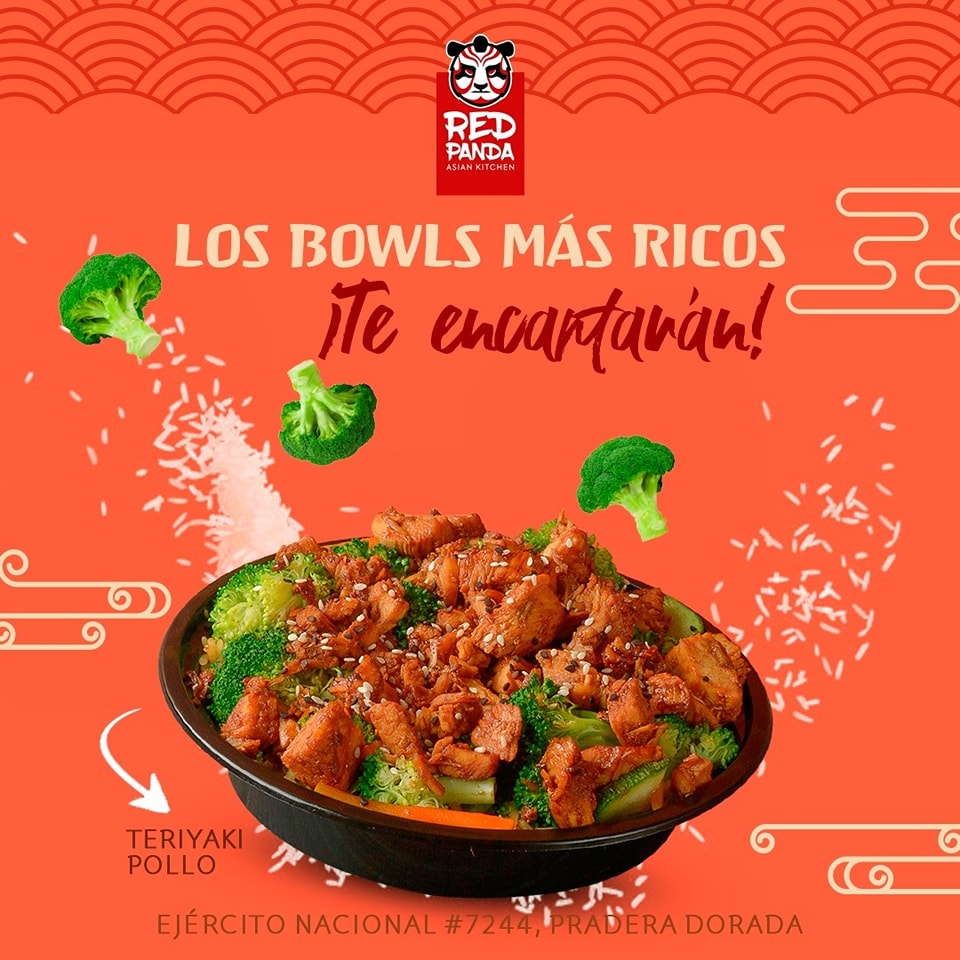 RED
PANDA
ASIAN KITCHEN
LOS BOWLS MÁS RICOS
¡Te encantarán!
TERIYAKI
POLLO
EJÉRCITO NACIONAL #7244, PRADERA DORADA